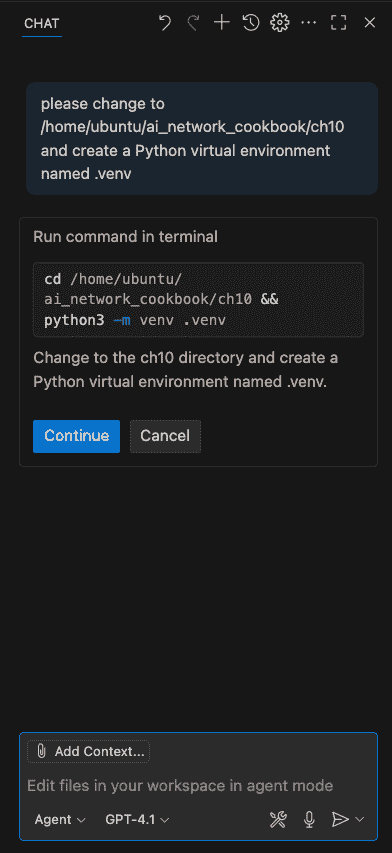 CHAT
please change to
/home/ubuntu/ai_network_cookbook/ch10
and create a Python virtual environment
named .venv
Run command in terminal
cd /home/ubuntu/
ai_network_cookbook/ch10 &&
python3 -m venv .venv
Change to the ch10 directory and create a
Python virtual environment named .venv.
Continue Cancel
Add Context...
Edit files in your workspace in agent mode
Agent GPT-4.1